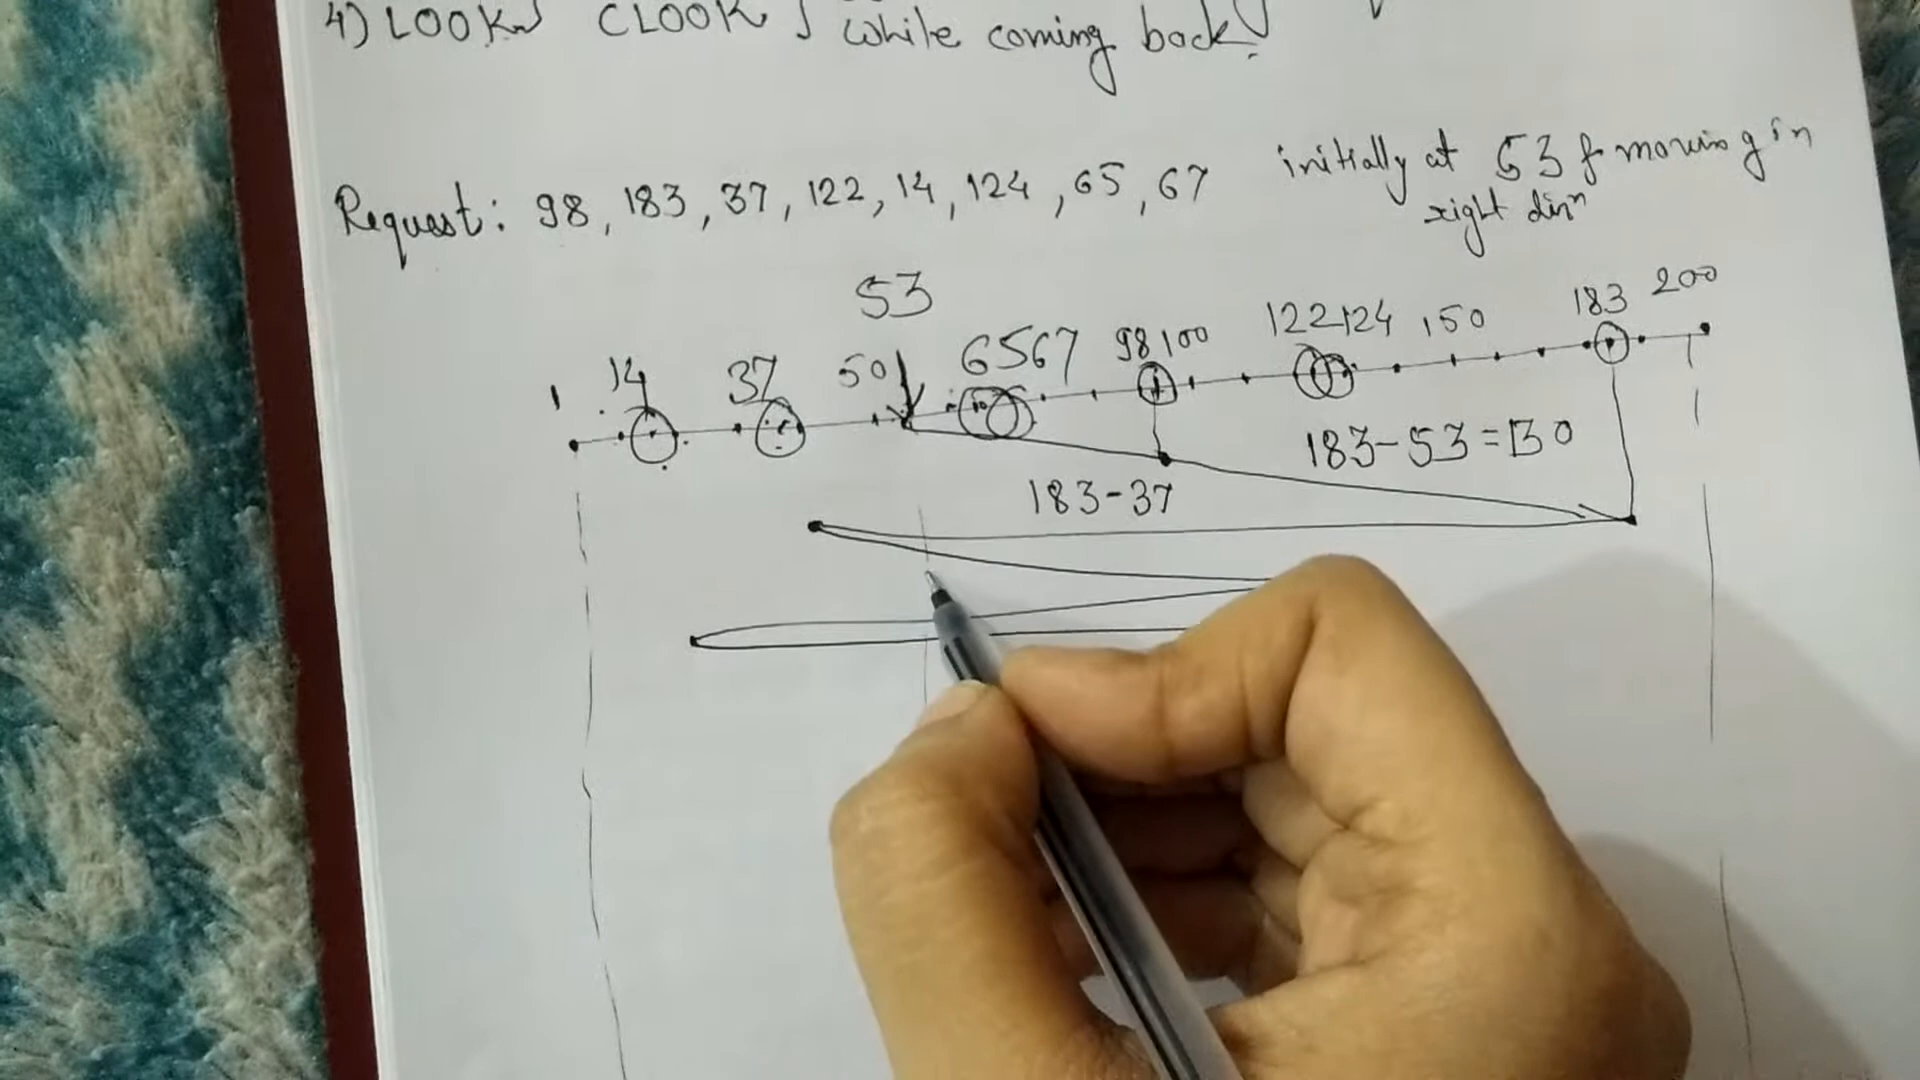 4) LOOK CLOOK } while coming back
Request: 98, 183, 37, 122, 14, 124, 65, 67 initially at 53 & moving in
right dirⁿ
53
1 14 37 50 65 67 98 100 122 124 150 183 200
183-53=130
183-37